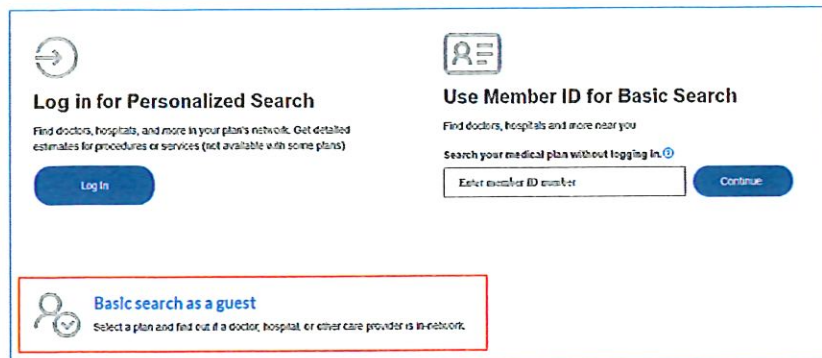 Log in for Personalized Search
Find doctors, hospitals, and more in your plan's network. Get detailed
estimates for procedures or services (not available with some plans)
Log In
Use Member ID for Basic Search
Find doctors, hospitals and more near you
Search your medical plan without logging in.
Enter member ID number
Continue
Basic search as a guest
Select a plan and find out if a doctor, hospital, or other care provider is in-network.